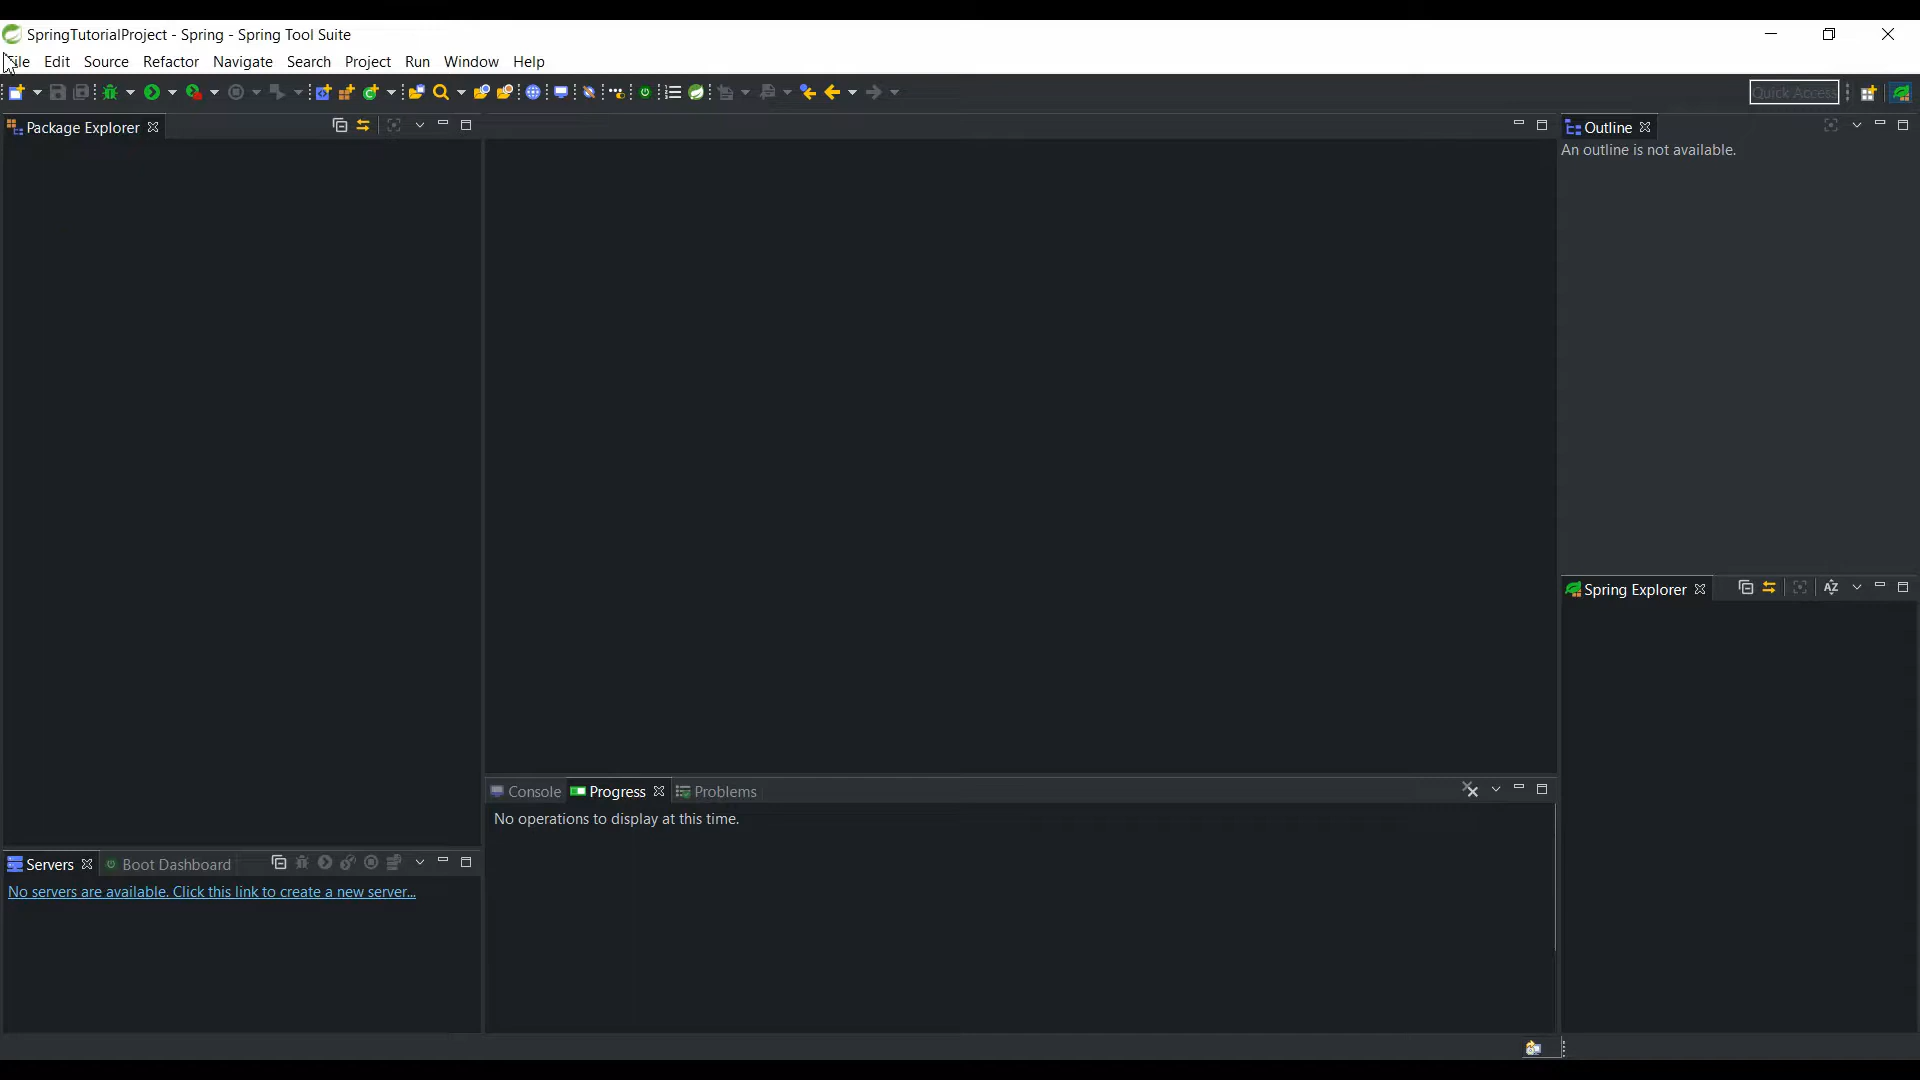 SpringTutorialProject - Spring - Spring Tool Suite
File Edit Source Refactor Navigate Search Project Run Window Help
Quick Access
Package Explorer
Outline
An outline is not available.
Spring Explorer
Console Progress Problems
No operations to display at this time.
Servers Boot Dashboard
No servers are available. Click this link to create a new server...